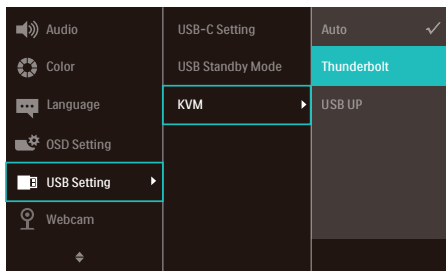 Audio
Color
Language
OSD Setting
USB Setting
Webcam
USB-C Setting
USB Standby Mode
KVM
Auto
Thunderbolt
USB UP